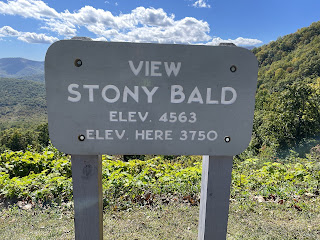 VIEW
STONY BALD
ELEV. 4563
ELEV. HERE 3750